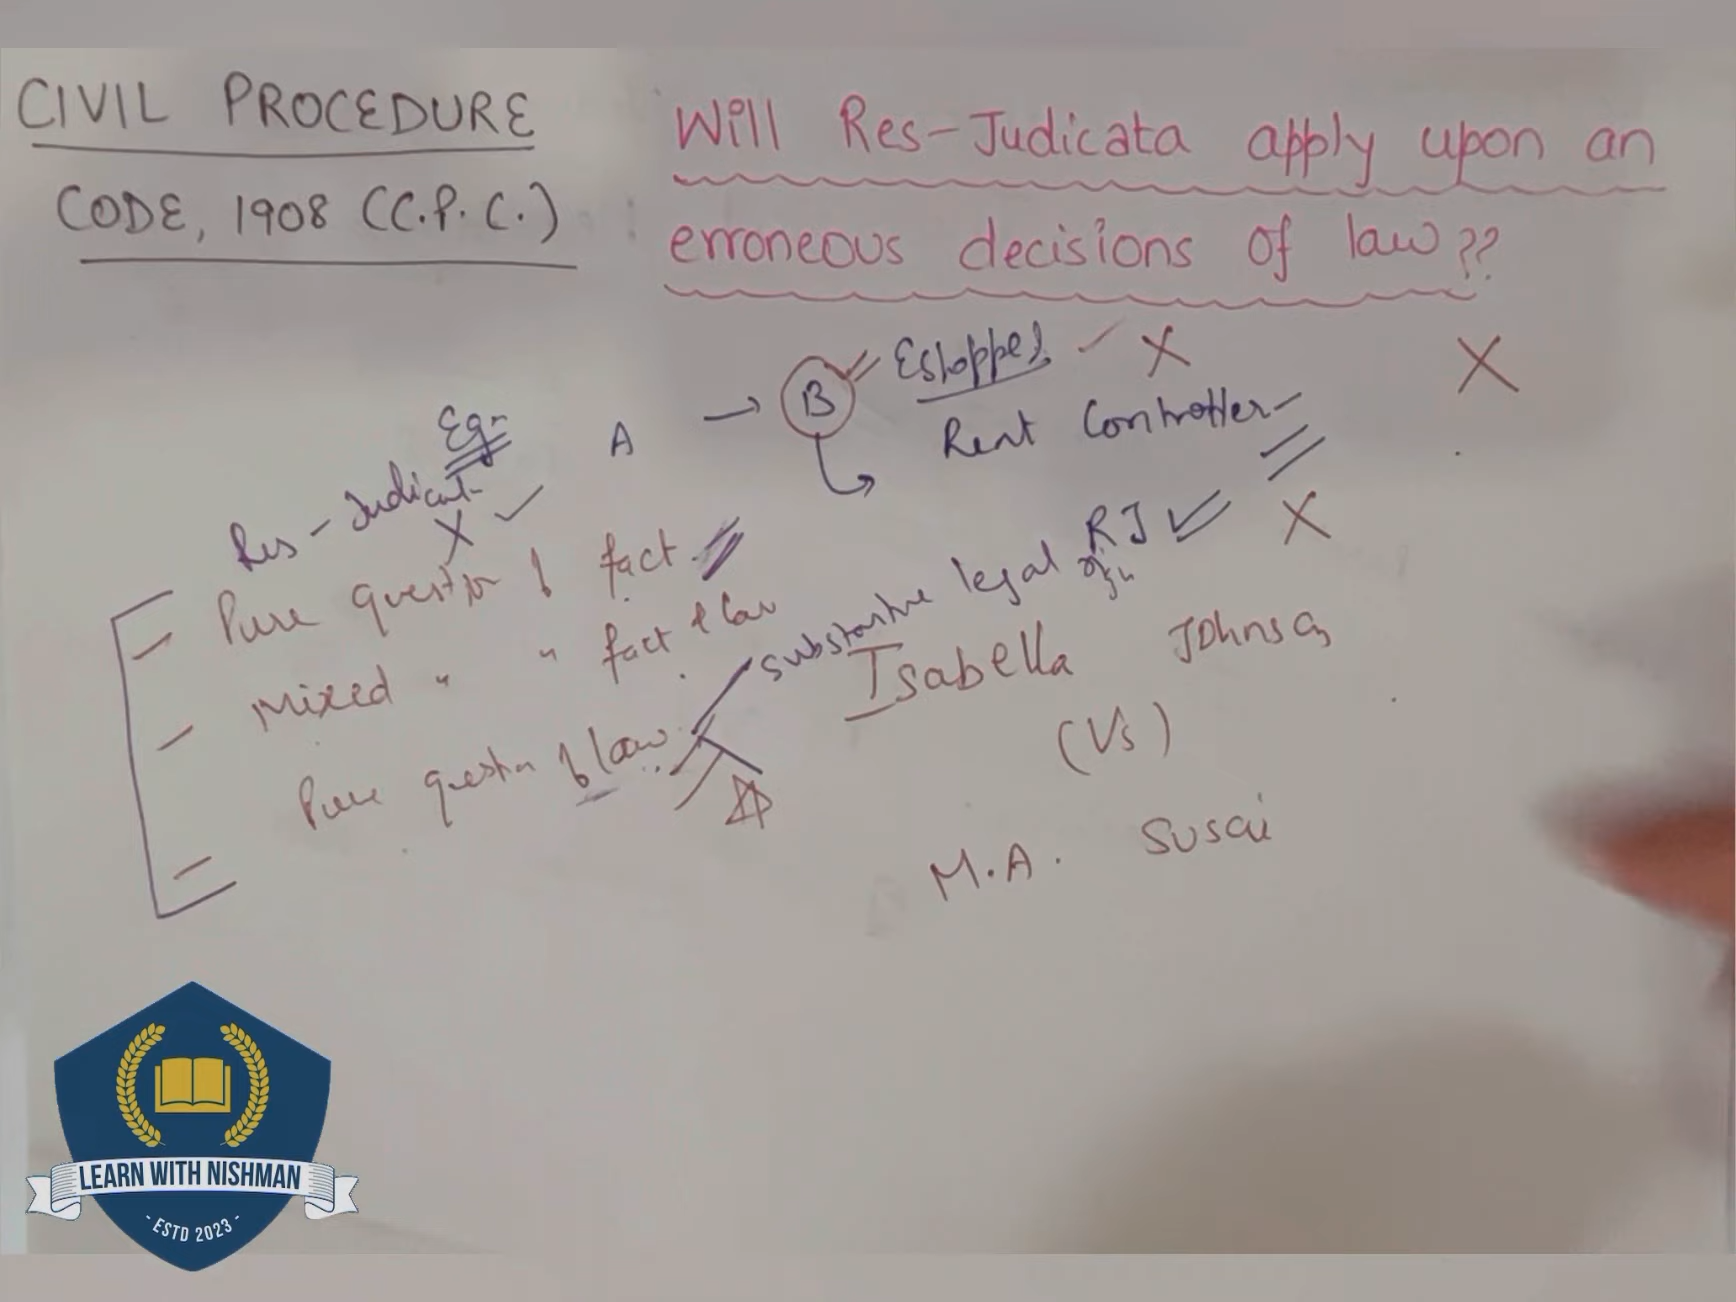 CIVIL PROCEDURE
CODE, 1908 (C.P.C.)
Will Res-Judicata apply upon an
erroneous decisions of law??
Eg:-
A → B
Estoppel
Rent Controller
Res-Judicat
RJ
Pure question of fact
substantive legal
Mixed " " fact & law
Pure questn of law
Isabella Johnson
(Vs)
M.A. Susai
LEARN WITH NISHMAN
- ESTD 2023 -